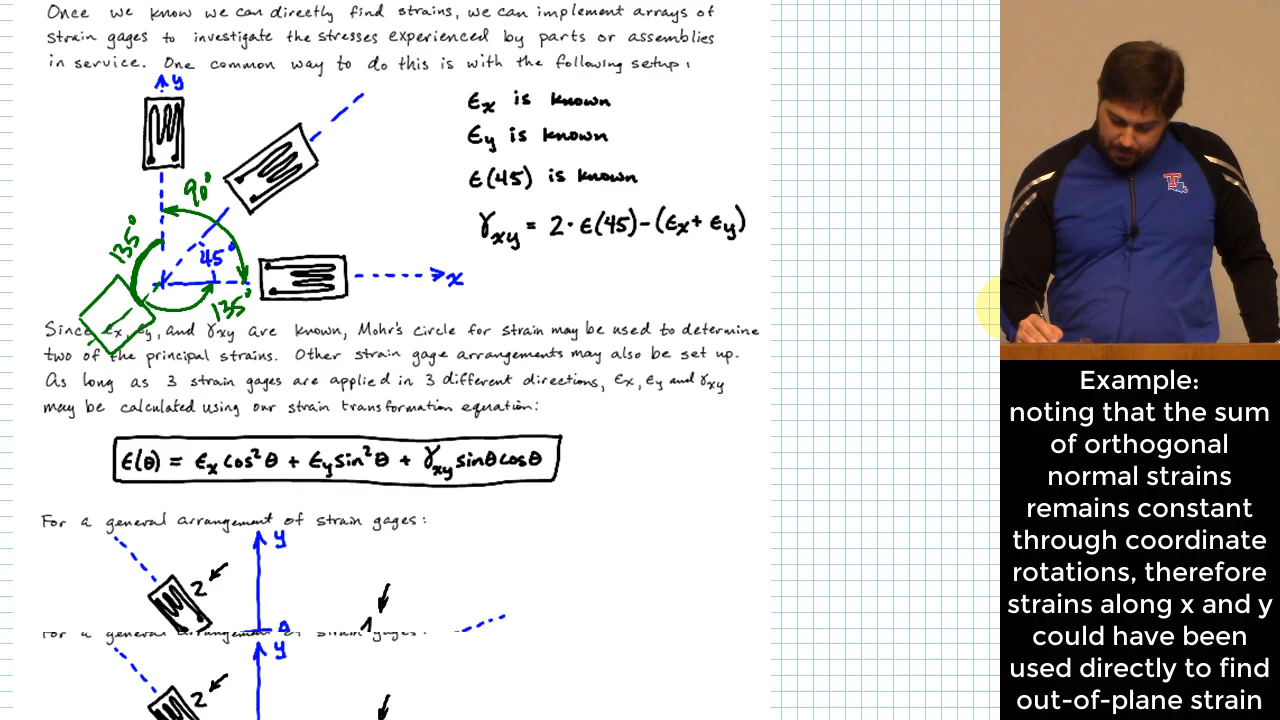 Once we know we can directly find strains, we can implement arrays of
strain gages to investigate the stresses experienced by parts or assemblies
in service. One common way to do this is with the following setup:
y
90°
135°
45°
x
135°
ϵx is known
ϵy is known
ϵ(45) is known
γxy = 2·ϵ(45)-(ϵx+ϵy)
Since ϵx, ϵy, and γxy are known, Mohr's circle for strain may be used to determine
two of the principal strains. Other strain gage arrangements may also be set up.
As long as 3 strain gages are applied in 3 different directions, ϵx, ϵy and γxy
may be calculated using our strain transformation equation:
ϵ(θ) = ϵx cos²θ + ϵy sin²θ + γxy sinθcosθ
For a general arrangement of strain gages:
y
2
For a general arrangement of strain gages:
y
2
T
Example:
noting that the sum
of orthogonal
normal strains
remains constant
through coordinate
rotations, therefore
strains along x and y
could have been
used directly to find
out-of-plane strain